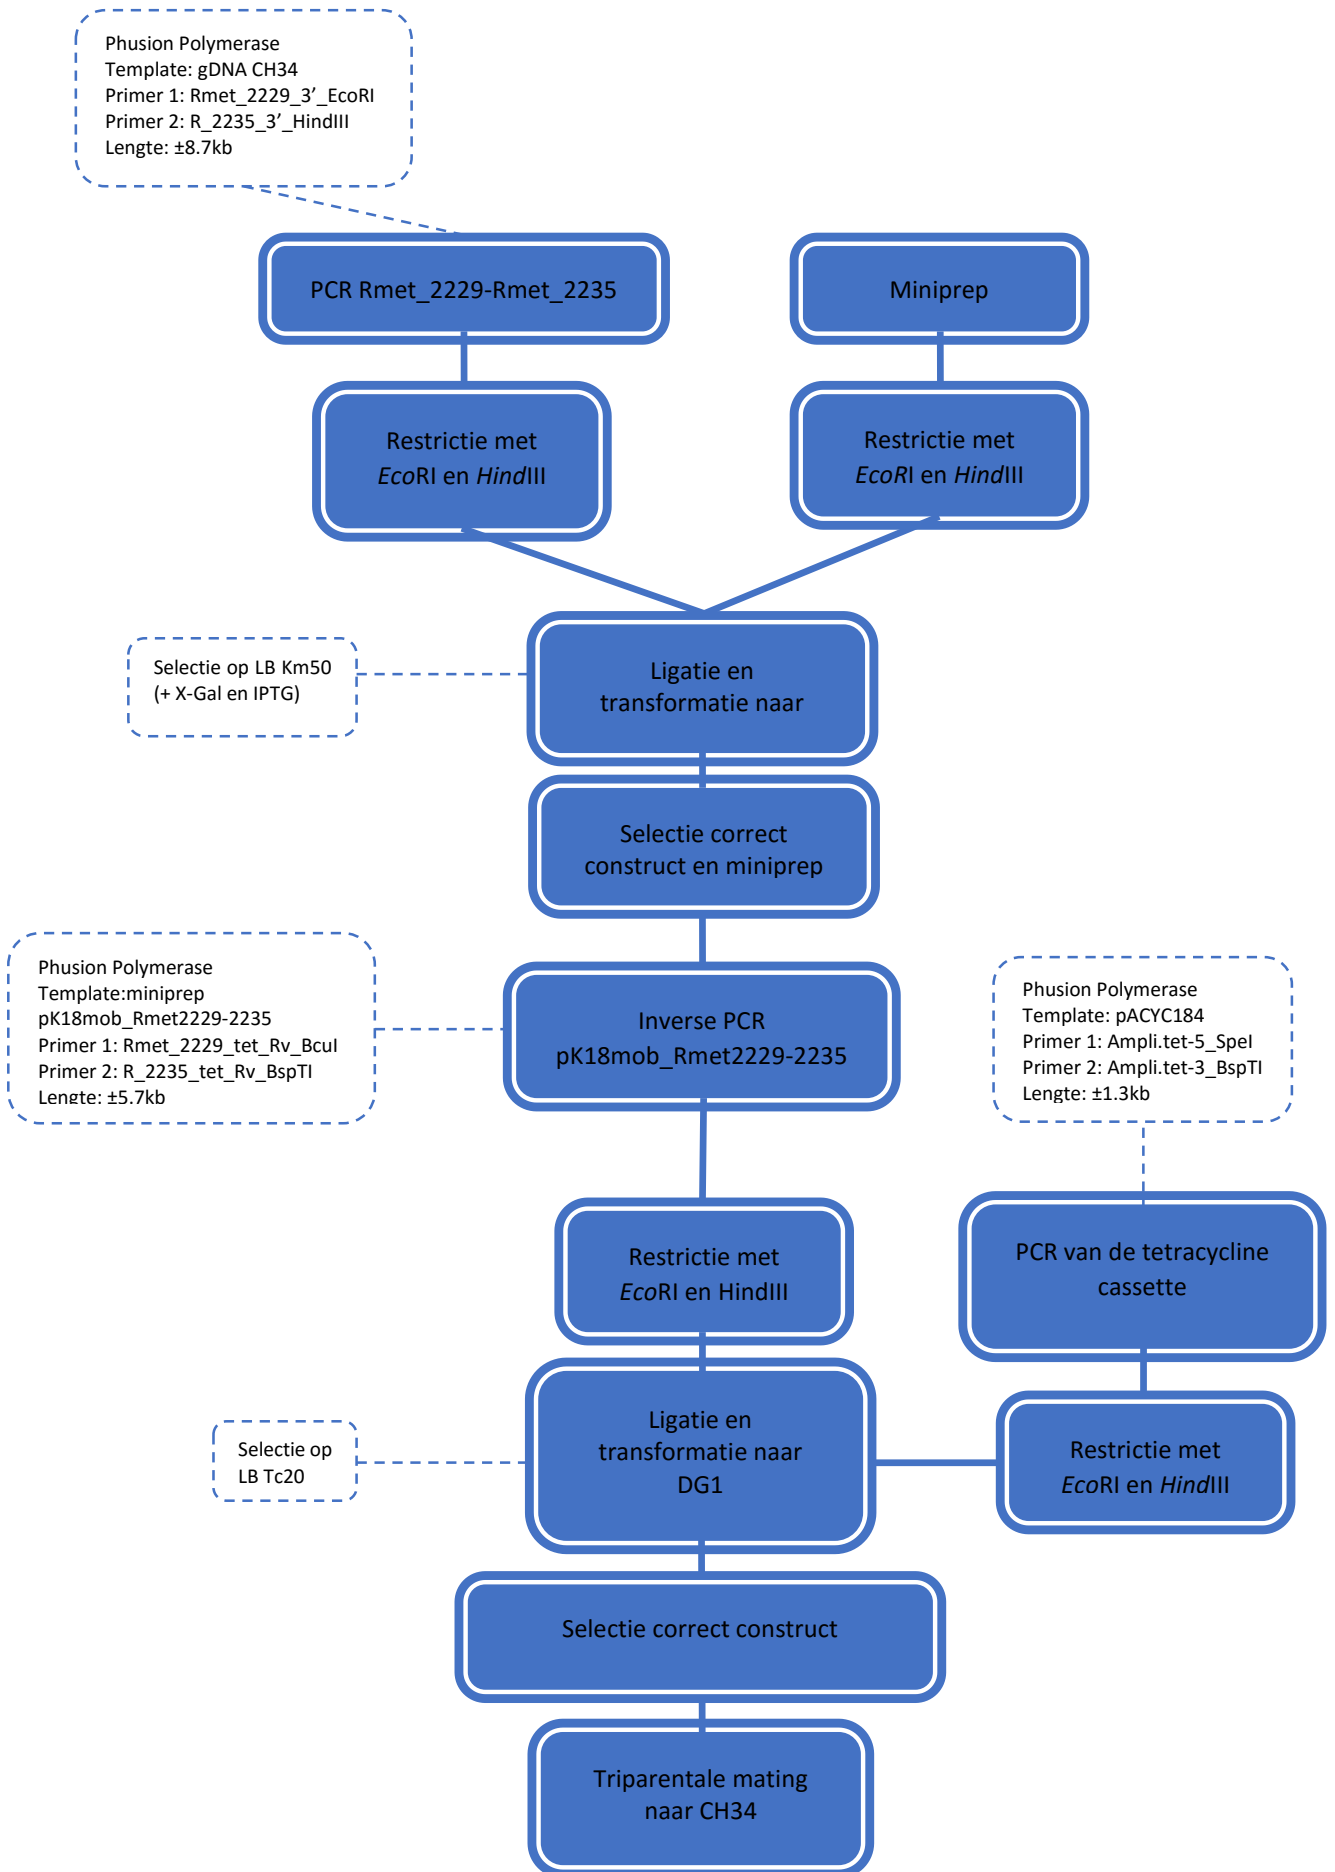 Phusion Polymerase
Template: gDNA CH34
Primer 1: Rmet_2229_3’_EcoRI
Primer 2: R_2235_3’_HindIII
Lengte: ±8.7kb
PCR Rmet_2229-Rmet_2235
Miniprep
Restrictie met
EcoRI en HindIII
Restrictie met
EcoRI en HindIII
Selectie op LB Km50
(+ X-Gal en IPTG)
Ligatie en
transformatie naar
Selectie correct
construct en miniprep
Phusion Polymerase
Template:miniprep
pK18mob_Rmet2229-2235
Primer 1: Rmet_2229_tet_Rv_BcuI
Primer 2: R_2235_tet_Rv_BspTI
Lengte: ±5.7kb
Inverse PCR
pK18mob_Rmet2229-2235
Phusion Polymerase
Template: pACYC184
Primer 1: Ampli.tet-5_SpeI
Primer 2: Ampli.tet-3_BspTI
Lengte: ±1.3kb
Restrictie met
EcoRI en HindIII
PCR van de tetracycline
cassette
Selectie op
LB Tc20
Ligatie en
transformatie naar
DG1
Restrictie met
EcoRI en HindIII
Selectie correct construct
Triparentale mating
naar CH34